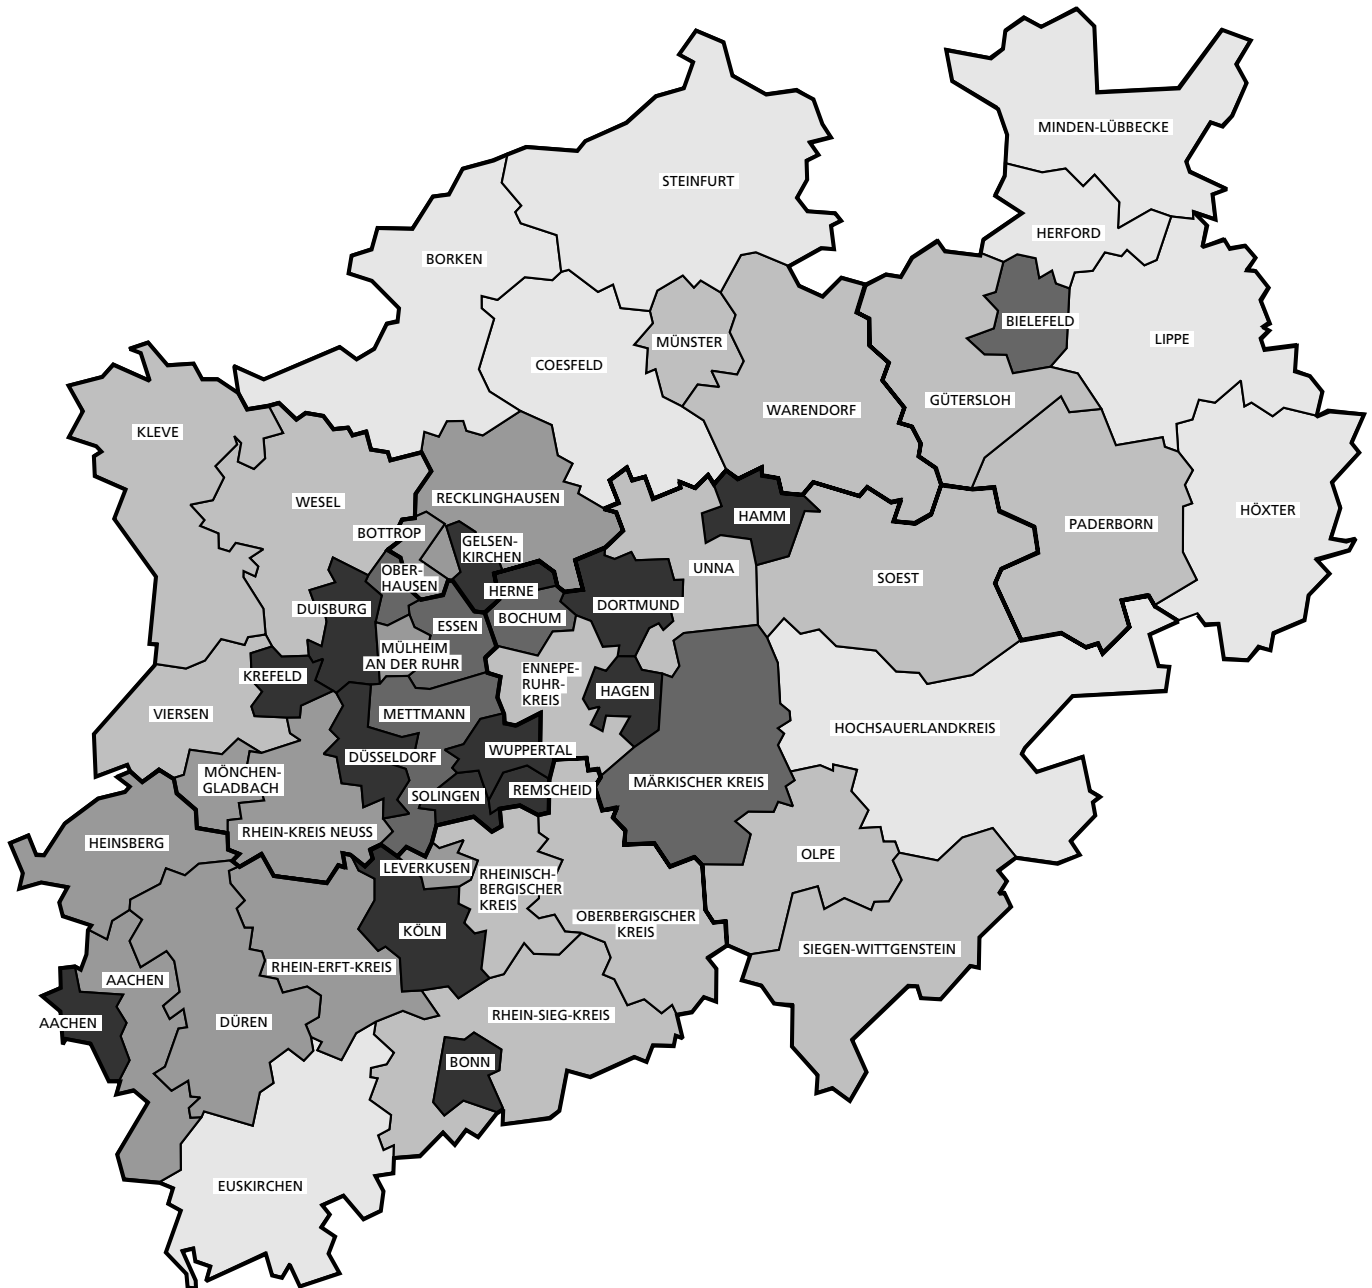 MINDEN-LÜBBECKE
STEINFURT
HERFORD
BORKEN
BIELEFELD
LIPPE
MÜNSTER
COESFELD
GÜTERSLOH
WARENDORF
KLEVE
WESEL
RECKLINGHAUSEN
HÖXTER
HAMM
PADERBORN
BOTTROP
GELSEN-
KIRCHEN
UNNA
SOEST
OBER-
HAUSEN
HERNE
DORTMUND
DUISBURG
BOCHUM
ESSEN
MÜLHEIM
AN DER RUHR
ENNEPE-
RUHR-
KREIS
KREFELD
HAGEN
VIERSEN
METTMANN
HOCHSAUERLANDKREIS
WUPPERTAL
DÜSSELDORF
MÖNCHEN-
GLADBACH
MÄRKISCHER KREIS
REMSCHEID
SOLINGEN
RHEIN-KREIS NEUSS
HEINSBERG
OLPE
LEVERKUSEN
RHEINISCH-
BERGISCHER
KREIS
OBERBERGISCHER
KREIS
KÖLN
SIEGEN-WITTGENSTEIN
RHEIN-ERFT-KREIS
AACHEN
RHEIN-SIEG-KREIS
AACHEN
DÜREN
BONN
EUSKIRCHEN